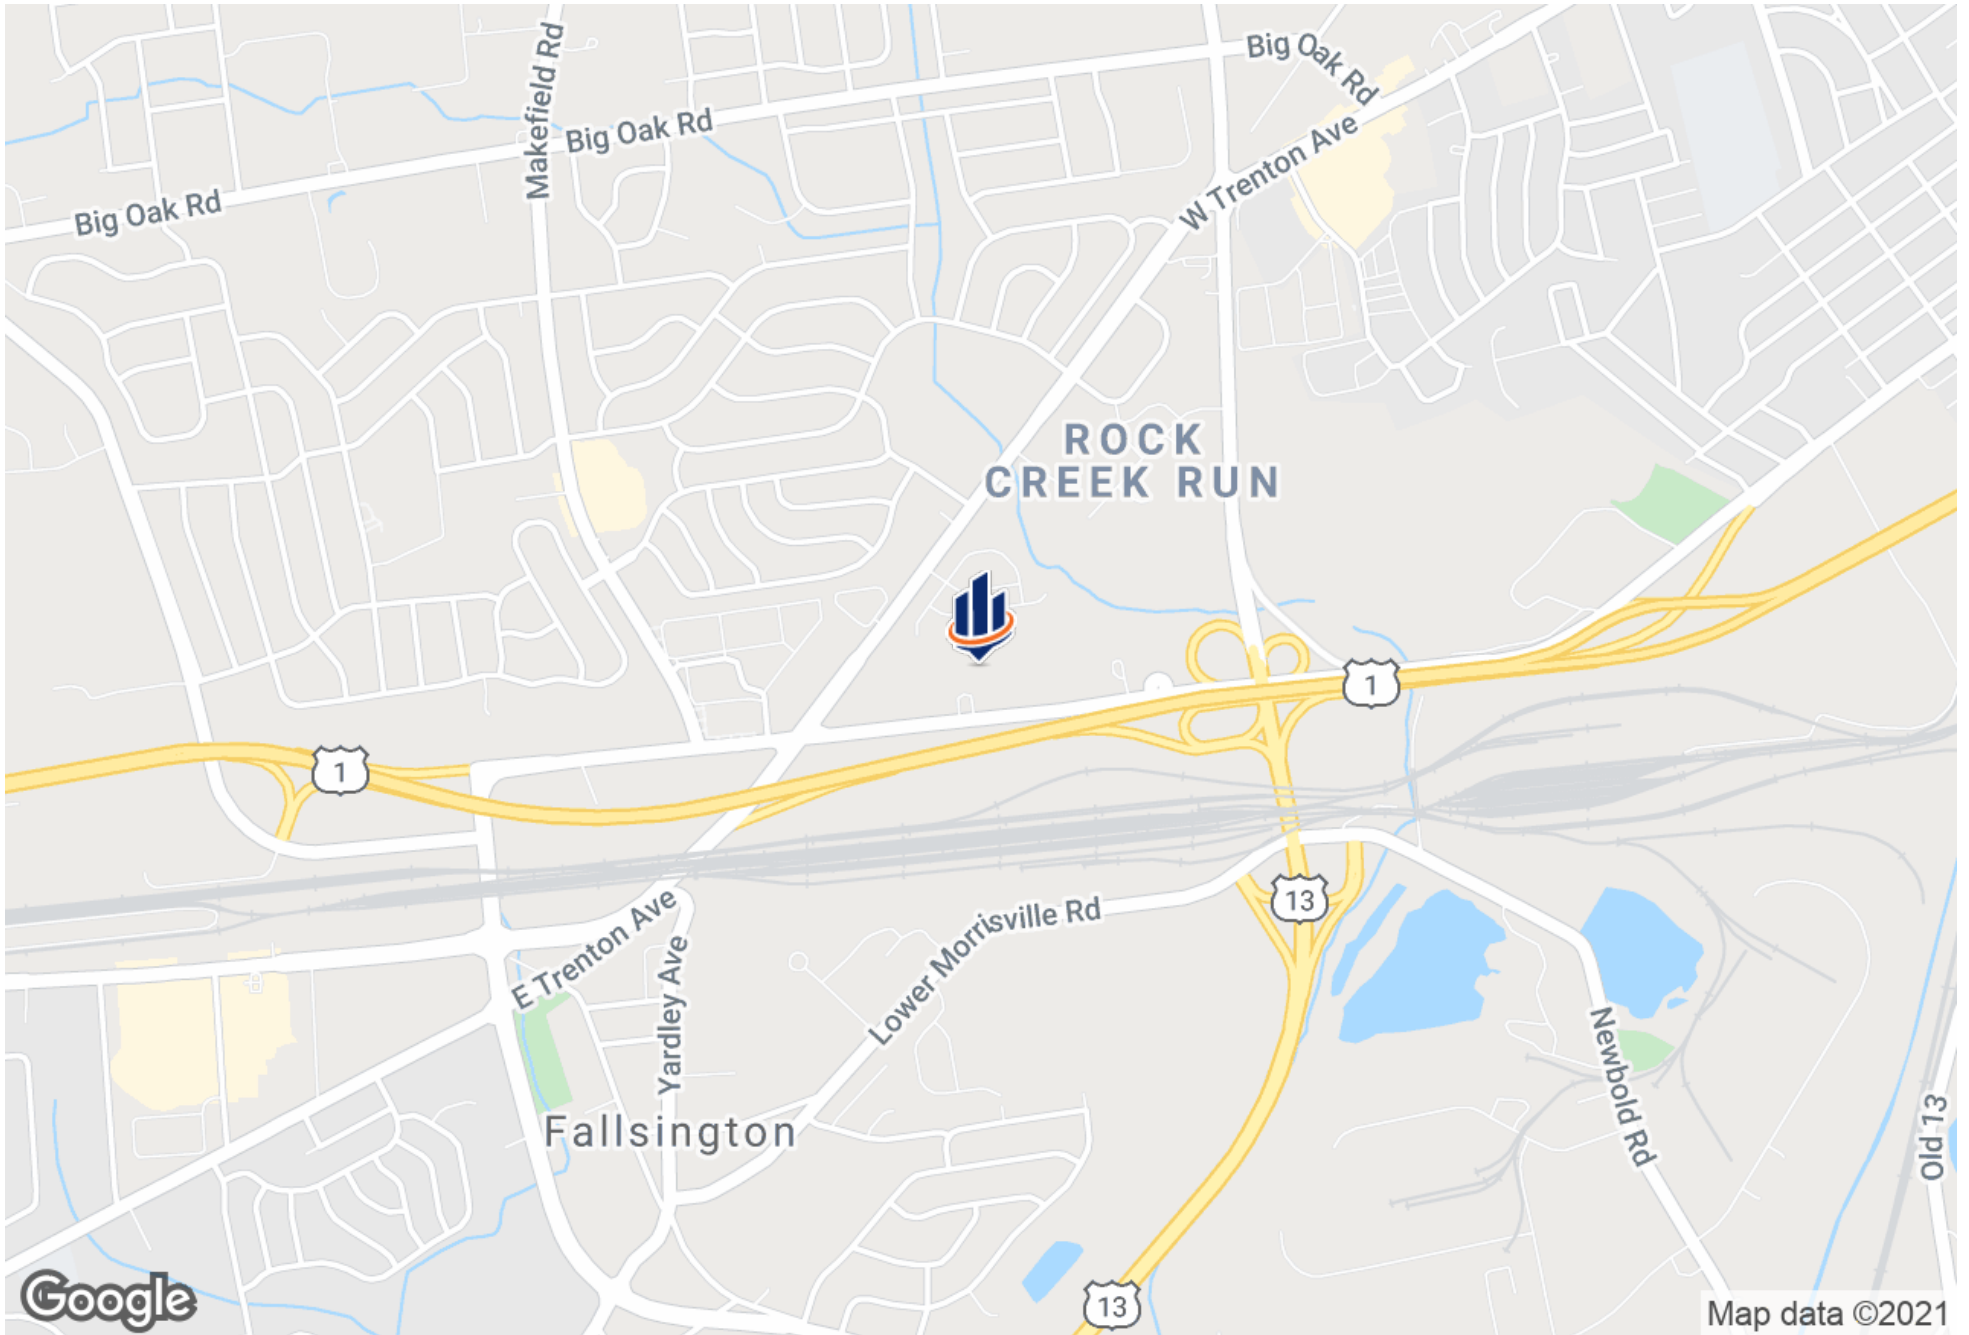 Big Oak Rd
Makefield Rd
Big Oak Rd
W Trenton Ave
Big Oak Rd
ROCK
CREEK RUN
1
1
13
E Trenton Ave
Lower Morrisville Rd
Yardley Ave
Newbold Rd
Fallsington
Old 13
13
Google
Map data ©2021